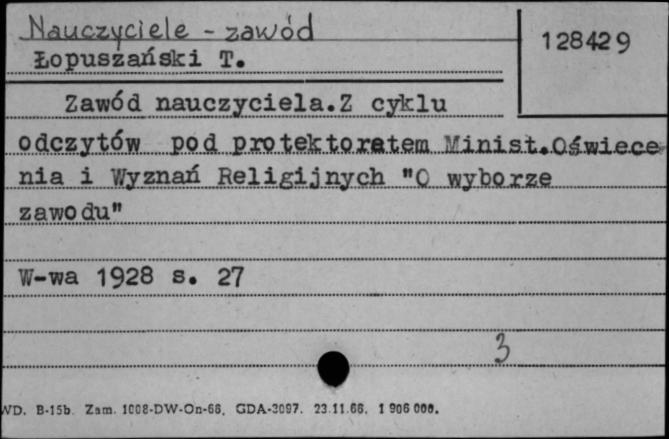 Nauczyciele - zawód
128429
Łopuszański T.
Zawód nauczyciela.Z cyklu
odczytów pod protektoratem Minist.Oświece
nia i Wyznań Religijnych "O wyborze
zawodu"
W-wa 1928 s. 27
3
WD. B-15b. Zam. 1008-DW-On-66. GDA-3097. 23.11.66. 1 906 000.